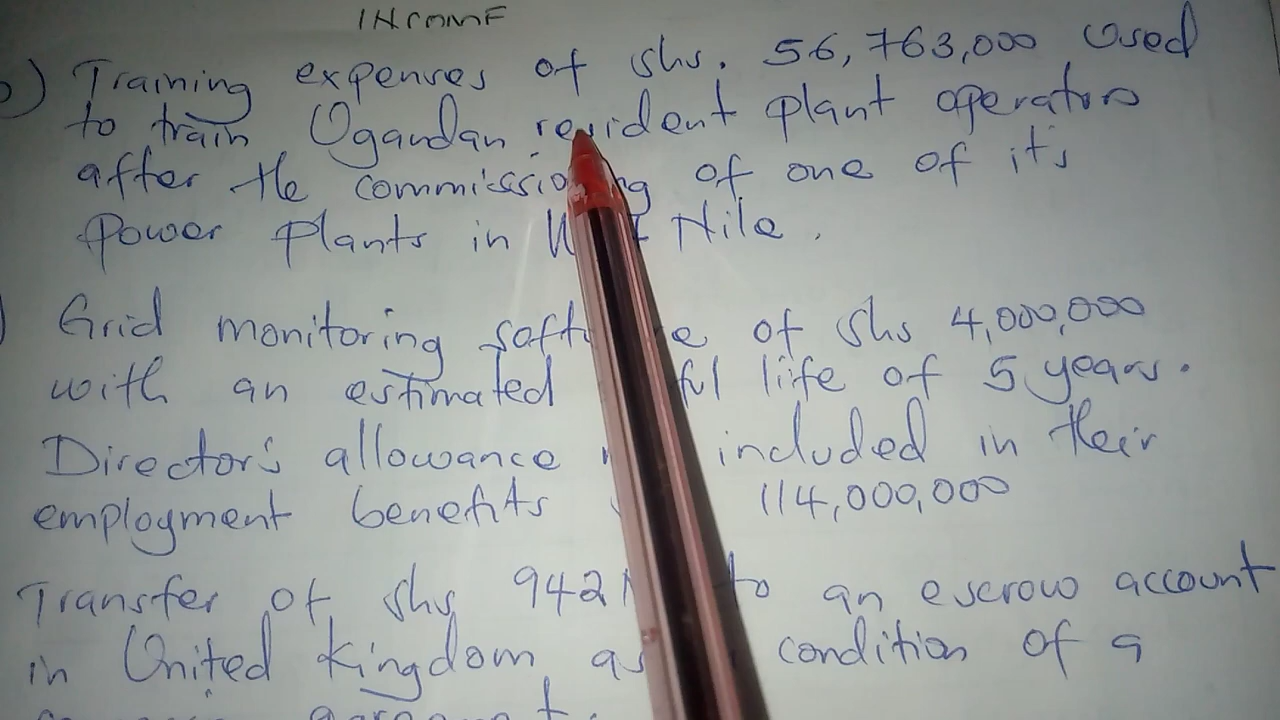 INCOME
) Training expenses of shs. 56,763,000 used
to train Ugandan resident plant operators
after the commissioning of one of its
power plants in Nile.
) Grid monitoring software of shs 4,000,000
with an estimated useful life of 5 years.
Director's allowance included in their
employment benefits 114,000,000
Transfer of shs 942 to an escrow account
in United Kingdom as condition of a